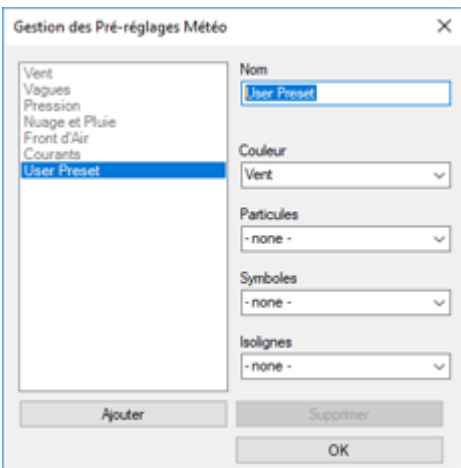 Gestion des Pré-réglages Météo
Vent
Vagues
Pression
Nuage et Pluie
Front d'Air
Courants
User Preset
Nom
User Preset
Couleur
Vent
Particules
- none -
Symboles
- none -
Isolignes
- none -
Ajouter
Supprimer
OK